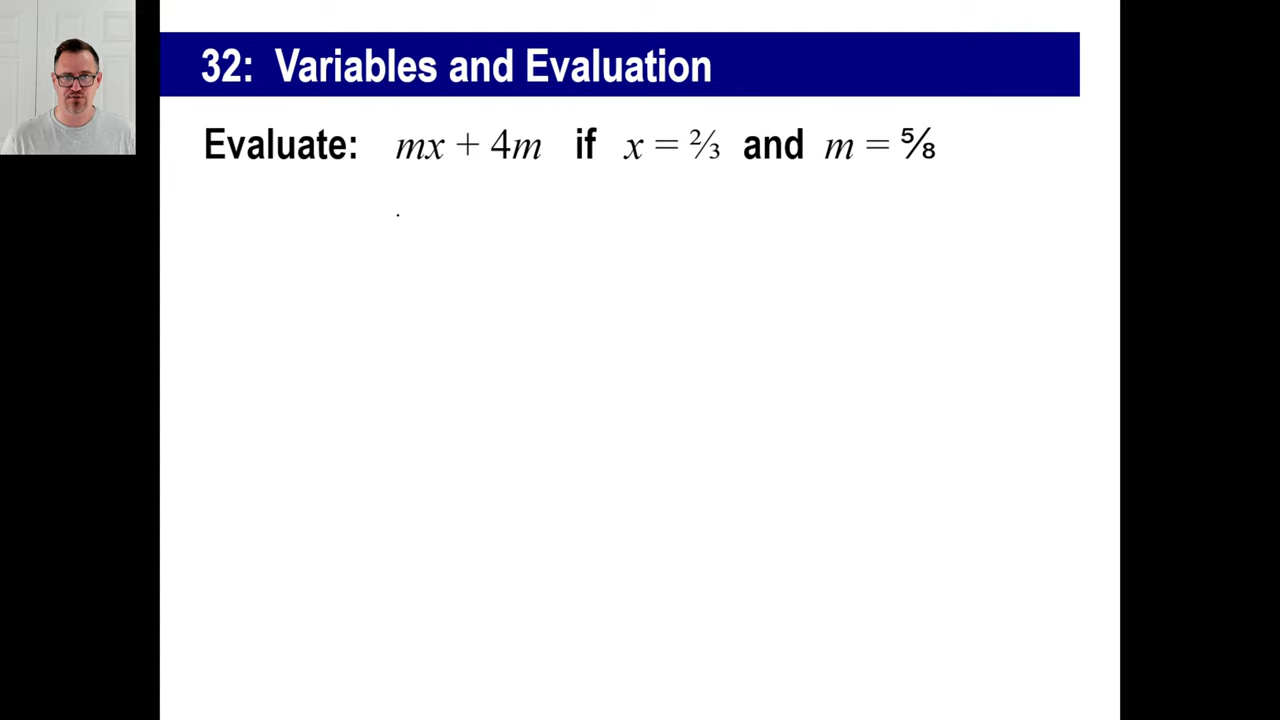 32: Variables and Evaluation
Evaluate: mx + 4m if x = ⅔ and m = ⅝